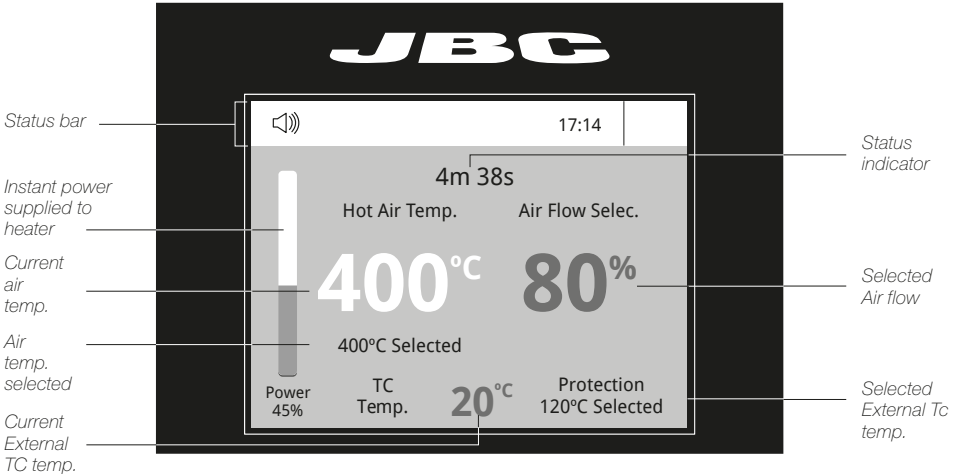 JBC
Status bar
17:14
Status
indicator
4m 38s
Instant power
supplied to
heater
Hot Air Temp.
Air Flow Selec.
Current
air
temp.
400ºC
80%
Selected
Air flow
Air
temp.
selected
400ºC Selected
Power
45%
TC
Temp.
20ºC
Protection
120ºC Selected
Selected
External Tc
temp.
Current
External
TC temp.